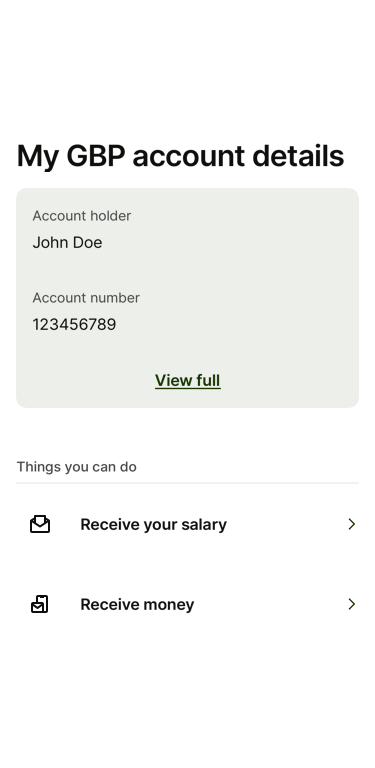 My GBP account details
Account holder
John Doe
Account number
123456789
View full
Things you can do
Receive your salary
Receive money